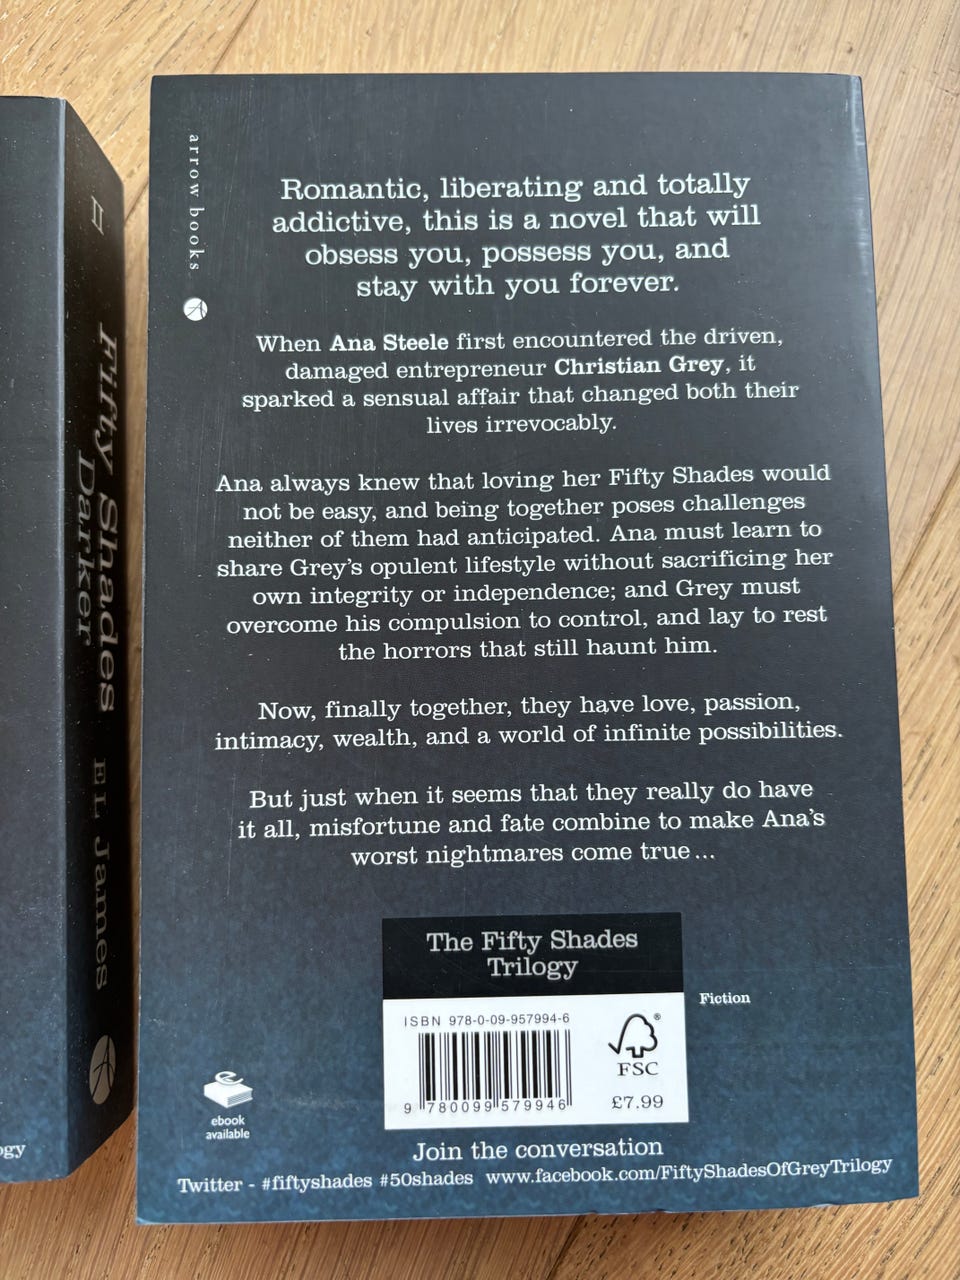 Fifty Shades
Darker
E L James
ogy
arrow books
Romantic, liberating and totally
addictive, this is a novel that will
obsess you, possess you, and
stay with you forever.
When Ana Steele first encountered the driven,
damaged entrepreneur Christian Grey, it
sparked a sensual affair that changed both their
lives irrevocably.
Ana always knew that loving her Fifty Shades would
not be easy, and being together poses challenges
neither of them had anticipated. Ana must learn to
share Grey's opulent lifestyle without sacrificing her
own integrity or independence; and Grey must
overcome his compulsion to control, and lay to rest
the horrors that still haunt him.
Now, finally together, they have love, passion,
intimacy, wealth, and a world of infinite possibilities.
But just when it seems that they really do have
it all, misfortune and fate combine to make Ana's
worst nightmares come true...
The Fifty Shades
Trilogy
Fiction
ISBN 978-0-09-957994-6
9 780099 579946
®
FSC
£7.99
ebook
available
Join the conversation
Twitter - #fiftyshades #50shades www.facebook.com/FiftyShadesOfGreyTrilogy